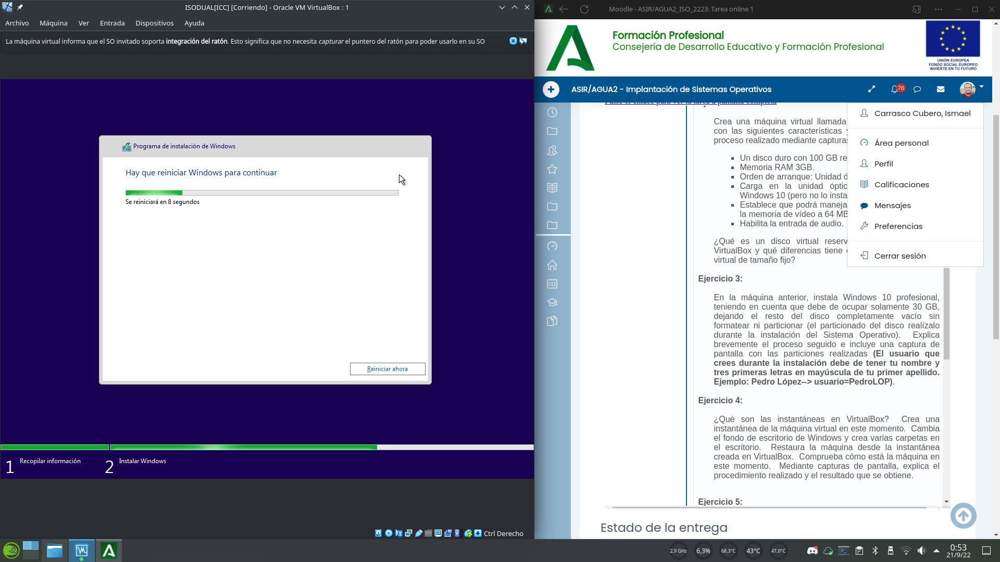 ISODUAL[ICC] [Corriendo] - Oracle VM VirtualBox : 1
Archivo Máquina Ver Entrada Dispositivos Ayuda
La máquina virtual informa que el SO invitado soporta integración del ratón. Esto significa que no necesita capturar el puntero del ratón para poder usarlo en su SO
Programa de instalación de Windows
Hay que reiniciar Windows para continuar
Se reiniciará en 8 segundos
Reiniciar ahora
1 Recopilar información 2 Instalar Windows
Ctrl Derecho
Moodle - ASIR/AGUA2_ISO_2223: Tarea online 1
Formación Profesional
Consejería de Desarrollo Educativo y Formación Profesional
UNIÓN EUROPEA
FONDO SOCIAL EUROPEO
INVIERTE EN TU FUTURO
ASIR/AGUA2 - Implantación de Sistemas Operativos
76
Pulse el enlace para ver la tarea a pantalla completa
Crea una máquina virtual llamada
con las siguientes características
proceso realizado mediante capturas
Un disco duro con 100 GB re
Memoria RAM 3GB.
Orden de arranque: Unidad ó
Carga en la unidad óptic
Windows 10 (pero no lo insta
Establece que podrá maneja
la memoria de vídeo a 64 MB
Habilita la entrada de audio.
¿Qué es un disco virtual reserv
VirtualBox y qué diferencias tiene
virtual de tamaño fijo?
Carrasco Cubero, Ismael
Área personal
Perfil
Calificaciones
Mensajes
Preferencias
Cerrar sesión
Ejercicio 3:
En la máquina anterior, instala Windows 10 profesional,
teniendo en cuenta que debe de ocupar solamente 30 GB,
dejando el resto del disco completamente vacío sin
formatear ni particionar (el particionado del disco realízalo
durante la instalación del Sistema Operativo). Explica
brevemente el proceso seguido e incluye una captura de
pantalla con las particiones realizadas (El usuario que
crees durante la instalación debe de tener tu nombre y
tres primeras letras en mayúscula de tu primer apellido.
Ejemplo: Pedro López--> usuario=PedroLOP).
Ejercicio 4:
¿Qué son las instantáneas en VirtualBox? Crea una
instantánea de la máquina virtual en este momento. Cambia
el fondo de escritorio de Windows y crea varias carpetas en
el escritorio. Restaura la máquina desde la instantánea
creada en VirtualBox. Comprueba cómo está la máquina en
este momento. Mediante capturas de pantalla, explica el
procedimiento realizado y el resultado que se obtiene.
Ejercicio 5:
Estado de la entrega
2,9 GHz 6,3% 68,3°C 43°C 47,0°C
0:53
21/9/22